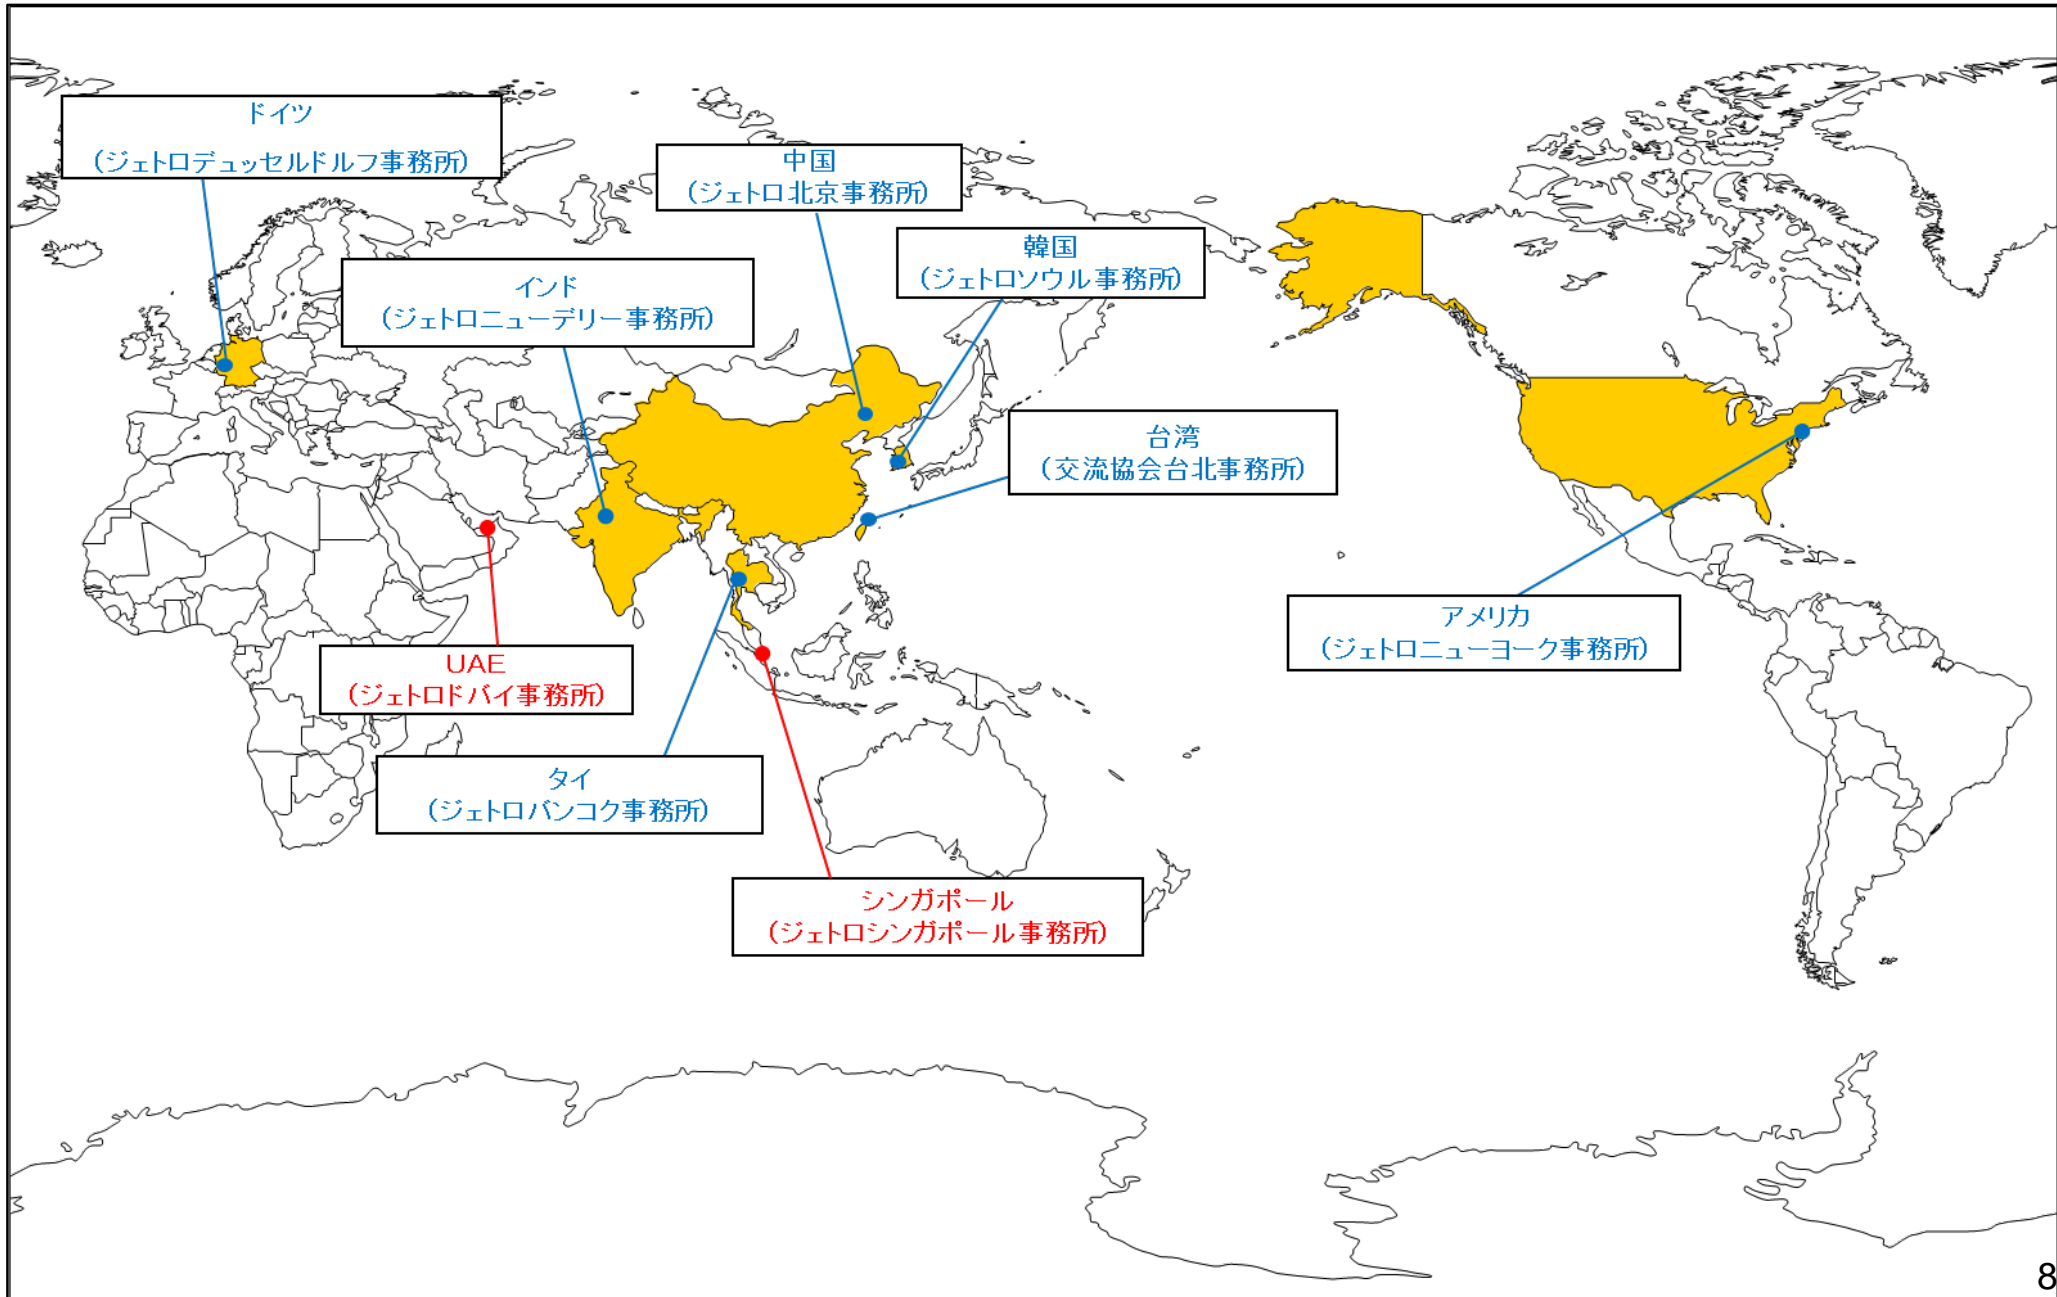 ドイツ
(ジェトロデュッセルドルフ事務所)
中国
(ジェトロ北京事務所)
韓国
(ジェトロソウル事務所)
インド
(ジェトロニューデリー事務所)
台湾
(交流協会台北事務所)
アメリカ
(ジェトロニューヨーク事務所)
UAE
(ジェトロドバイ事務所)
タイ
(ジェトロバンコク事務所)
シンガポール
(ジェトロシンガポール事務所)
8